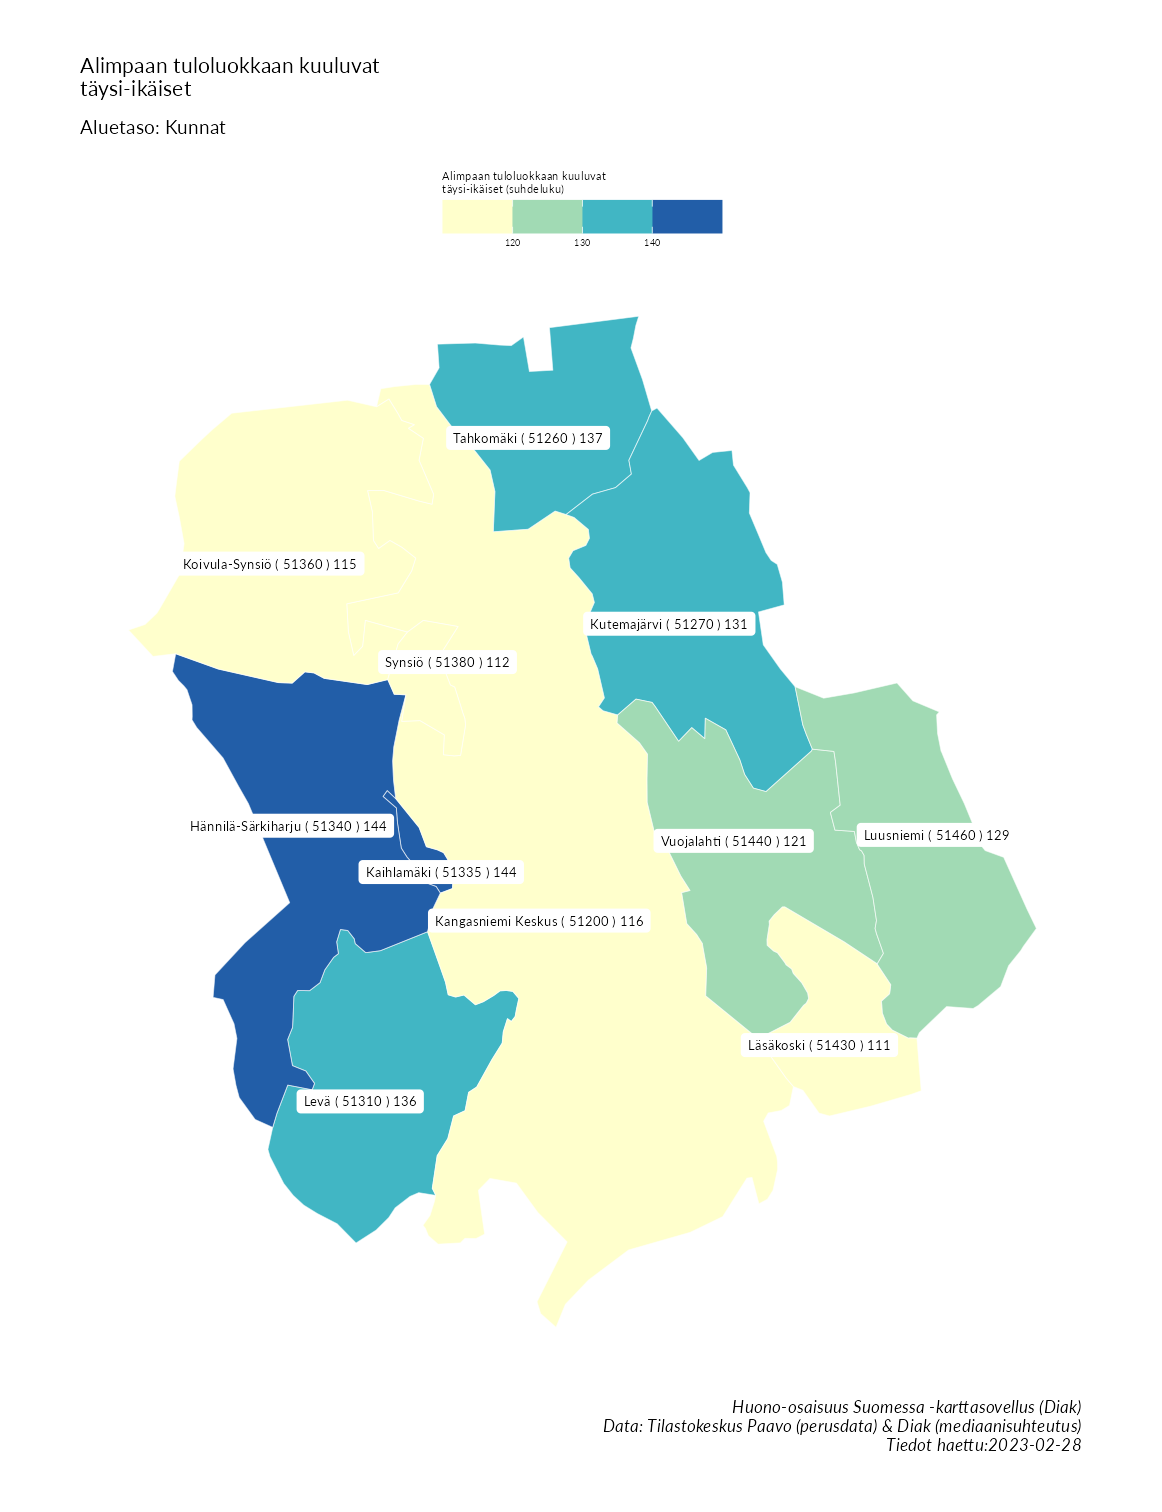 Alimpaan tuloluokkaan kuuluvat
täysi-ikäiset
Aluetaso: Kunnat
Alimpaan tuloluokkaan kuuluvat
täysi-ikäiset (suhdeluku)
120
130
140
Tahkomäki ( 51260 ) 137
Koivula-Synsiö ( 51360 ) 115
Kutemajärvi ( 51270 ) 131
Synsiö ( 51380 ) 112
Hännilä-Särkiharju ( 51340 ) 144
Luusniemi ( 51460 ) 129
Vuojalahti ( 51440 ) 121
Kaihlamäki ( 51335 ) 144
Kangasniemi Keskus ( 51200 ) 116
Läsäkoski ( 51430 ) 111
Levä ( 51310 ) 136
Huono-osaisuus Suomessa -karttasovellus (Diak)
Data: Tilastokeskus Paavo (perusdata) & Diak (mediaanisuhteutus)
Tiedot haettu:2023-02-28